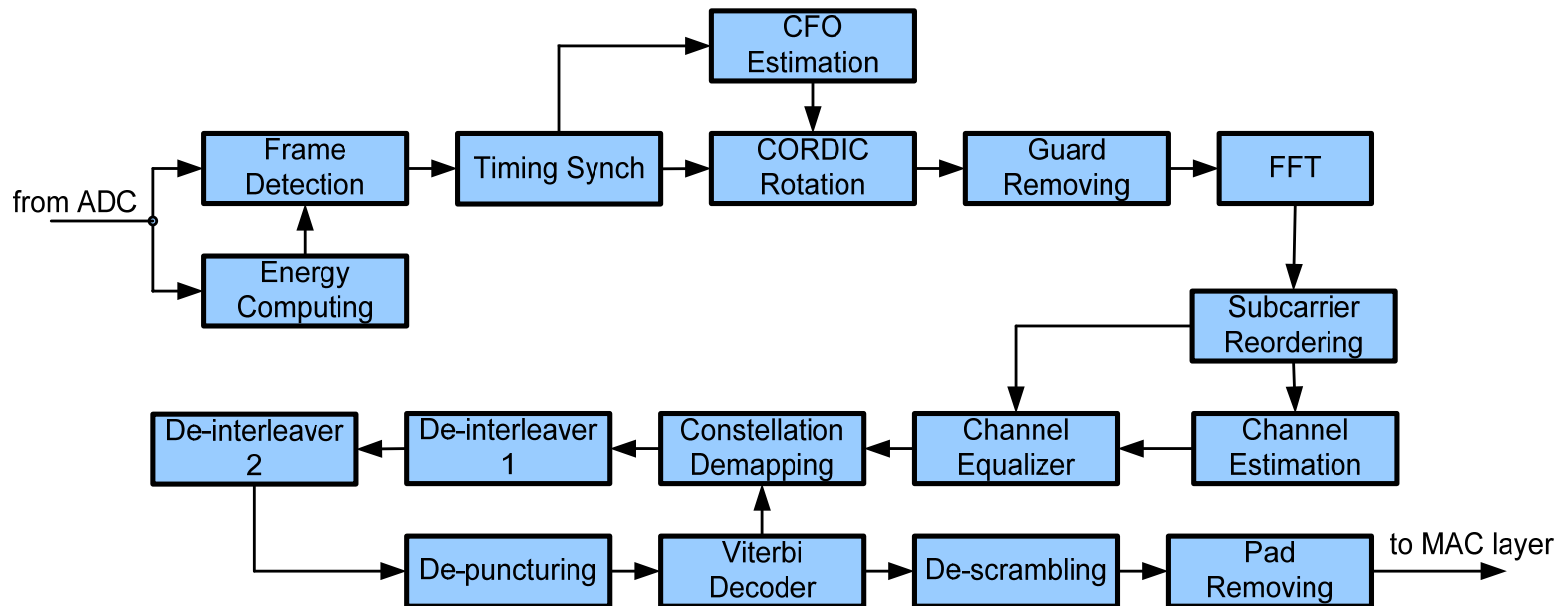 CFO
Estimation
Frame
Detection
Timing Synch
CORDIC
Rotation
Guard
Removing
FFT
from ADC
Energy
Computing
Subcarrier
Reordering
De-interleaver
2
De-interleaver
1
Constellation
Demapping
Channel
Equalizer
Channel
Estimation
De-puncturing
Viterbi
Decoder
De-scrambling
Pad
Removing
to MAC layer